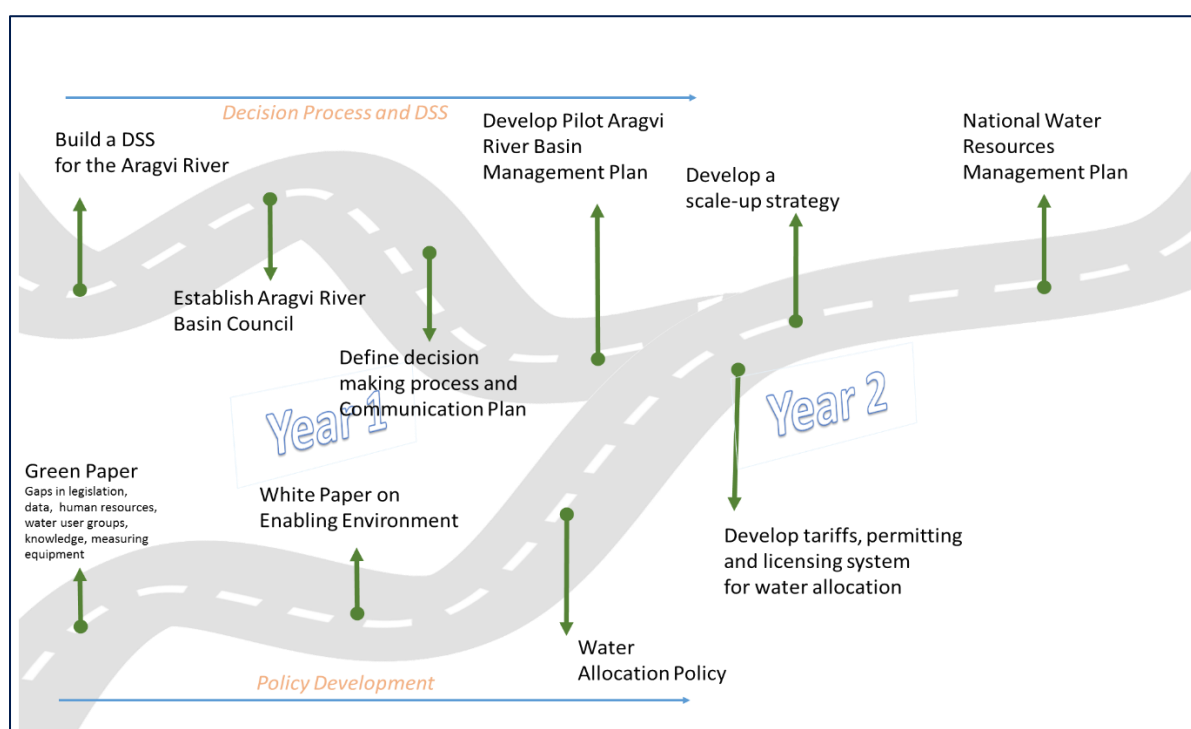 Decision Process and DSS
Build a DSS
for the Aragvi River
Develop Pilot Aragvi
River Basin
Management Plan
National Water
Resources
Management Plan
Develop a
scale-up strategy
Establish Aragvi River
Basin Council
Define decision
making process and
Communication Plan
Year 1
Year 2
Green Paper
Gaps in legislation,
data, human resources,
water user groups,
knowledge, measuring
equipment
White Paper on
Enabling Environment
Develop tariffs, permitting
and licensing system
for water allocation
Water
Allocation Policy
Policy Development